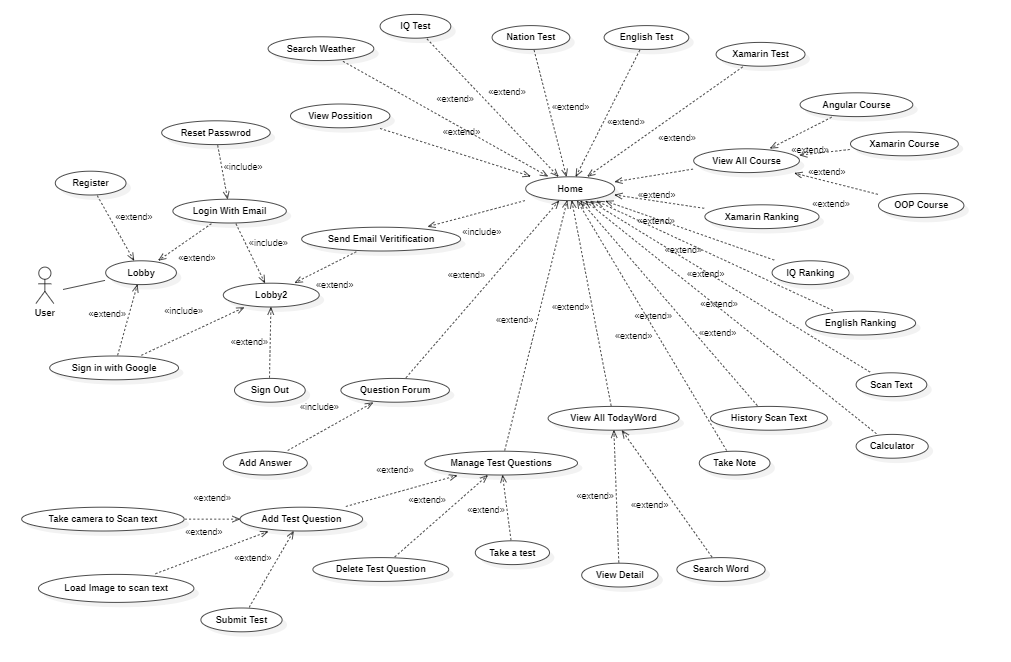 IQ Test
Nation Test
English Test
Search Weather
Xamarin Test
«extend»
«extend»
«extend»
Angular Course
View Possition
«extend»
Reset Passwrod
«extend»
«extend»
Xamarin Course
«extend»
View All Course
«include»
«extend»
Register
Home
«extend»
OOP Course
«extend»
Login With Email
«extend»
Xamarin Ranking
«extend»
«include»
Send Email Veritification
«include»
«extend»
«extend»
Lobby
«extend»
«extend»
IQ Ranking
«extend»
Lobby2
User
«extend»
«include»
«extend»
«extend»
«extend»
«extend»
English Ranking
«extend»
«extend»
«extend»
Sign in with Google
Sign Out
Question Forum
Scan Text
«include»
View All TodayWord
History Scan Text
Calculator
Add Answer
Manage Test Questions
Take Note
«extend»
«extend»
«extend»
«extend»
«extend»
«extend»
Take camera to Scan text
Add Test Question
«extend»
«extend»
Take a test
Delete Test Question
Search Word
View Detail
Load Image to scan text
Submit Test